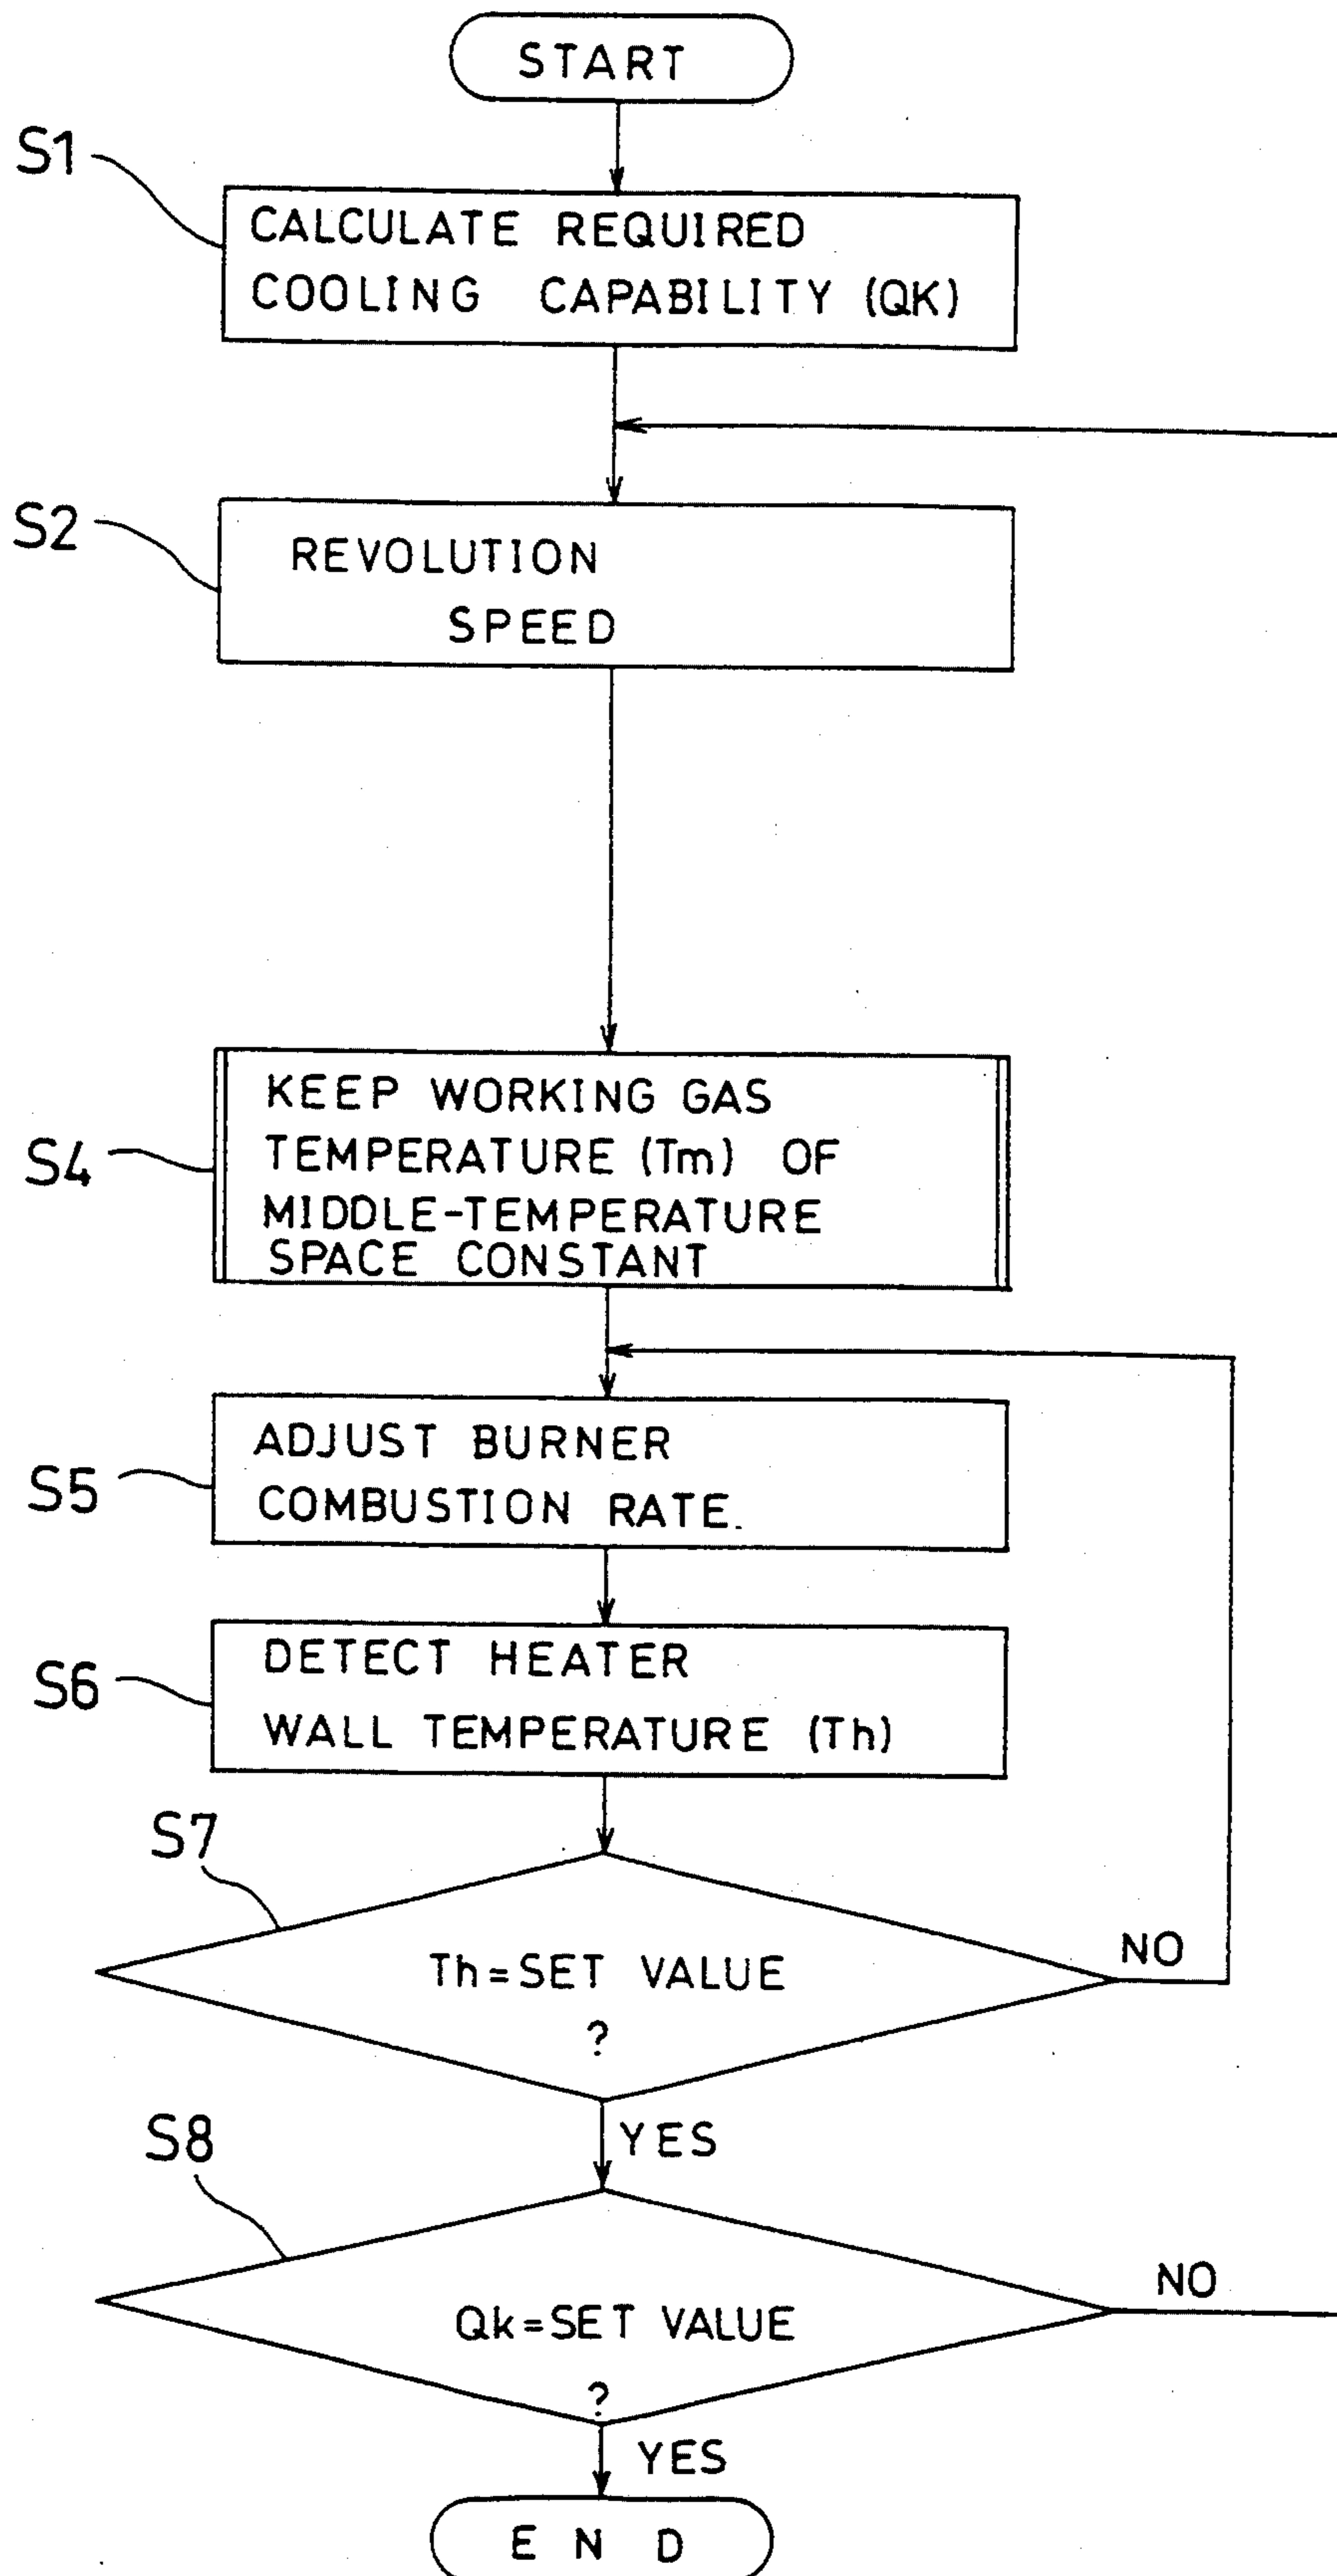 START
S1
CALCULATE REQUIRED
COOLING CAPABILITY (QK)
S2
REVOLUTION
SPEED
S4
KEEP WORKING GAS
TEMPERATURE (Tm) OF
MIDDLE-TEMPERATURE
SPACE CONSTANT
S5
ADJUST BURNER
COMBUSTION RATE.
S6
DETECT HEATER
WALL TEMPERATURE (Th)
S7
Th=SET VALUE
?
NO
YES
S8
Qk=SET VALUE
?
NO
YES
END